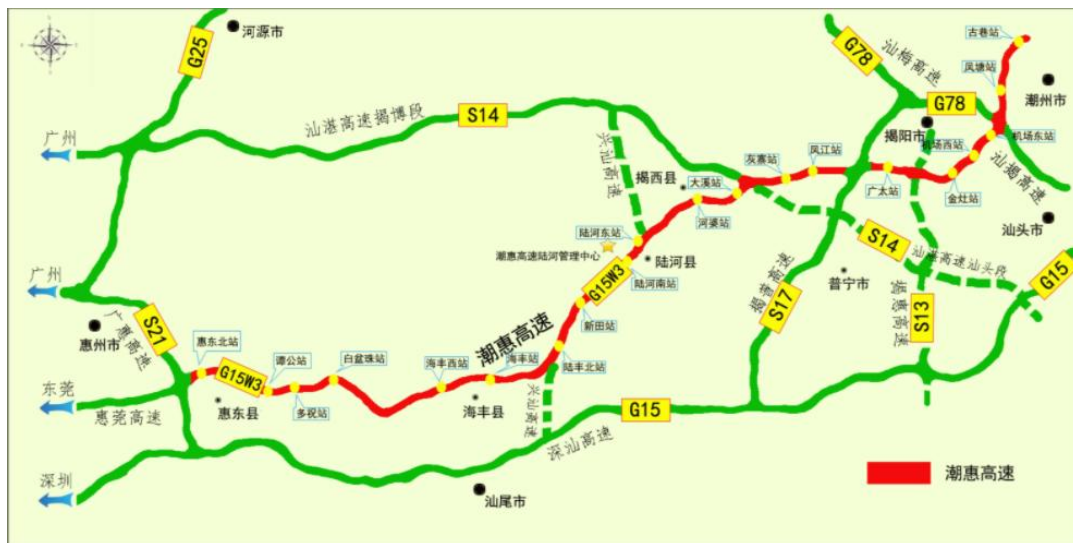 河源市
G25
广州
汕湛高速揭博段
S14
兴汕高速
G78
汕梅高速
G78
古巷站
凤塘站
潮州市
揭阳市
机场西站
机场东站
汕揭高速
灰寨站
凤江站
揭西县
大溪站
河婆站
广太站
金灶站
汕头市
陆河东站
潮惠高速陆河管理中心
陆河县
陆河南站
G15W3
S14
汕湛高速汕头段
G15
普宁市
揭普高速
S17
揭惠高速
S13
广州
惠州市
S21
广惠高速
新田站
潮惠高速
陆丰北站
惠东北站
G15W3
谭公站
白盆珠站
海丰西站
海丰站
东莞
惠莞高速
惠东县
多祝站
海丰县
兴汕高速
G15
深汕高速
深圳
汕尾市
潮惠高速